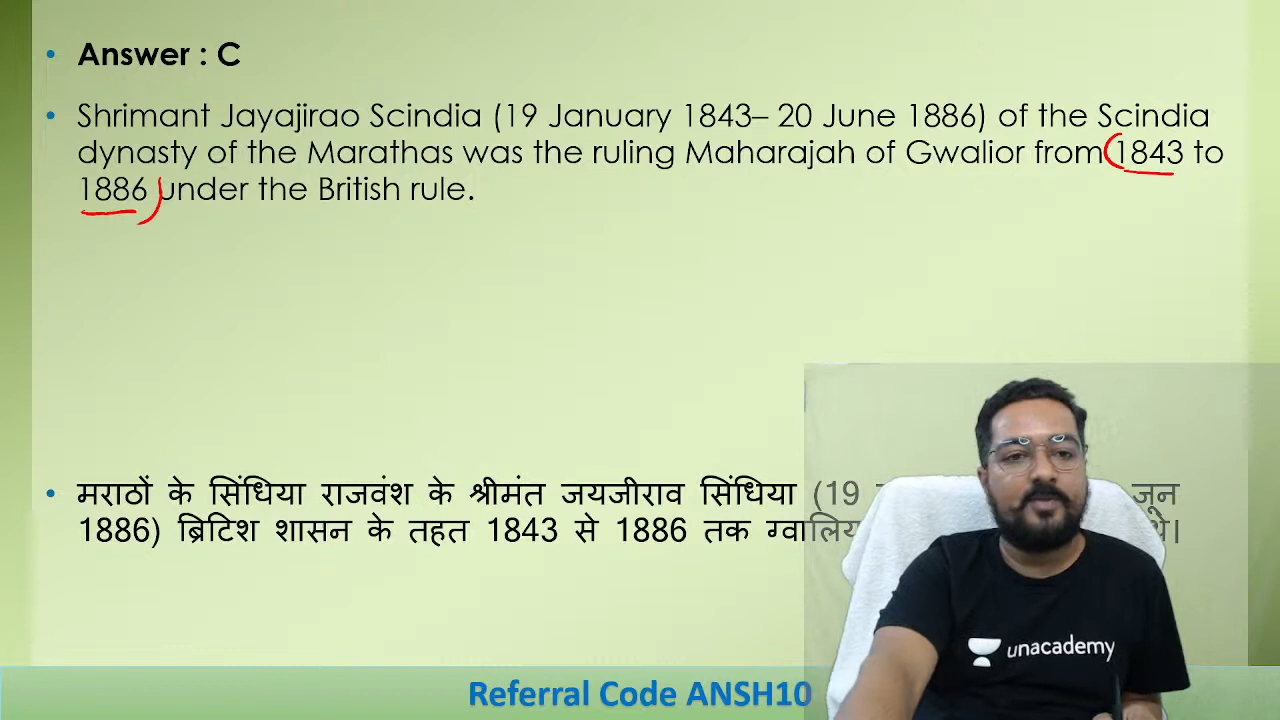 Answer : C
Shrimant Jayajirao Scindia (19 January 1843– 20 June 1886) of the Scindia
dynasty of the Marathas was the ruling Maharajah of Gwalior from 1843 to
1886 under the British rule.
मराठों के सिंधिया राजवंश के श्रीमंत जयजीराव सिंधिया (19 जून
1886) ब्रिटिश शासन के तहत 1843 से 1886 तक थे।
unacademy
Referral Code ANSH10